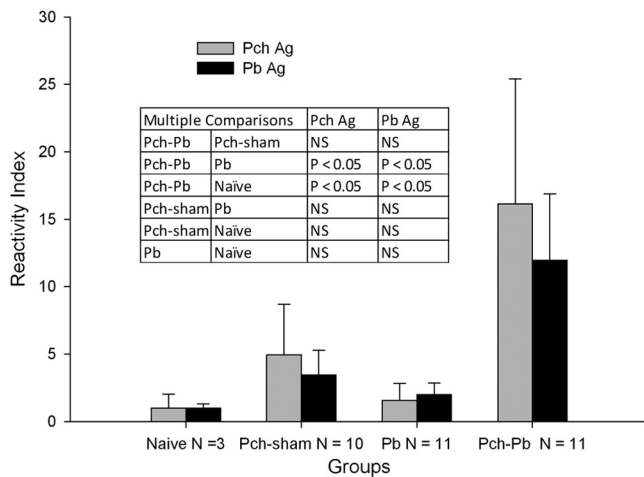 30
25
20
15
10
5
0
Reactivity Index
Pch Ag
Pb Ag
Multiple Comparisons Pch Ag Pb Ag
Pch-Pb Pch-sham NS NS
Pch-Pb Pb P < 0.05 P < 0.05
Pch-Pb Naïve P < 0.05 P < 0.05
Pch-sham Pb NS NS
Pch-sham Naïve NS NS
Pb Naïve NS NS
Naive N =3 Pch-sham N = 10 Pb N = 11 Pch-Pb N = 11
Groups